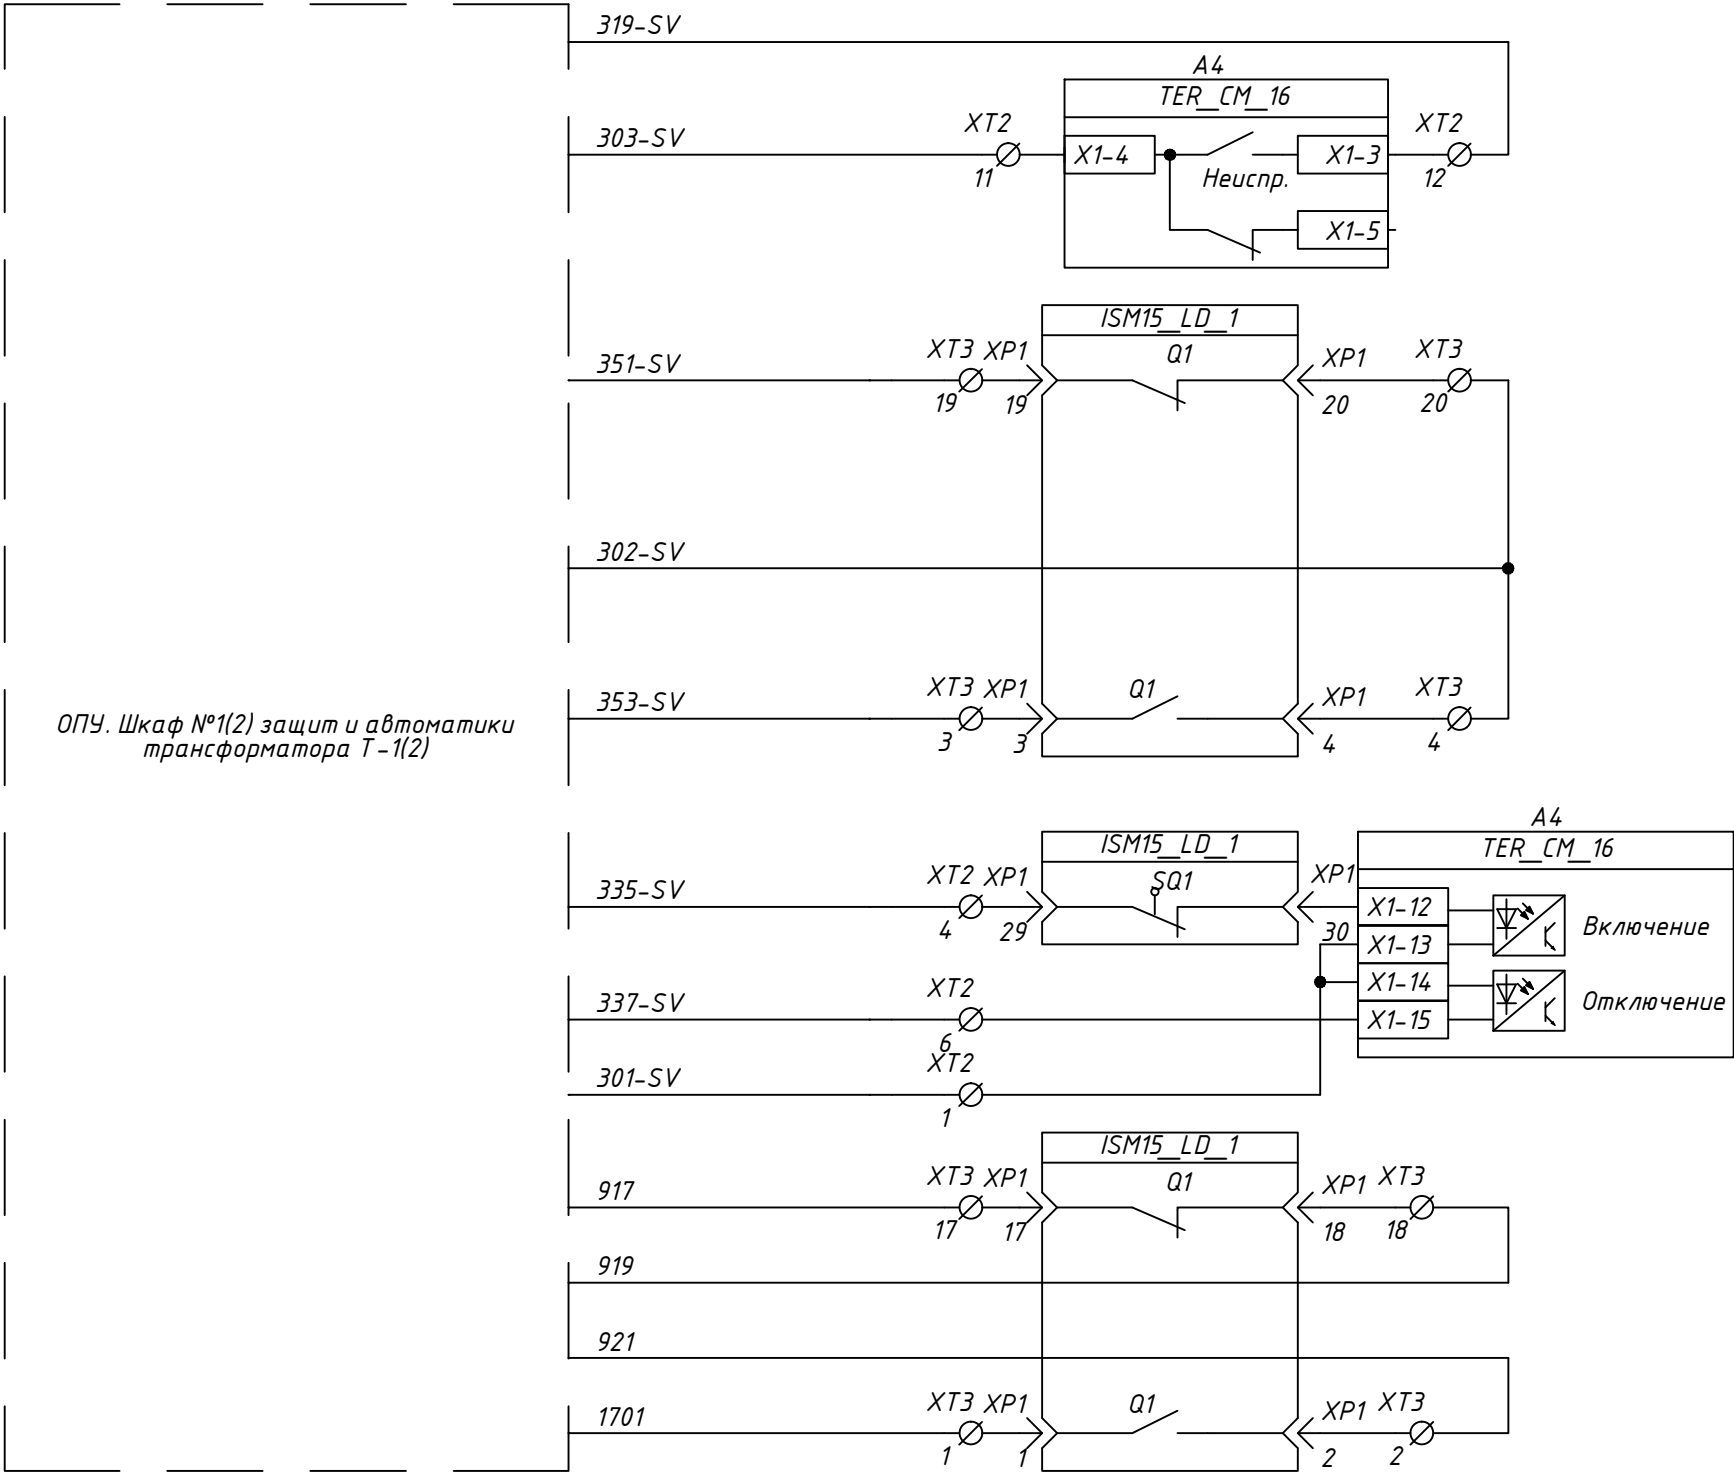 319-SV
A4
TER_CM_16
303-SV
XT2
11
X1-4
Неиспр.
X1-3
XT2
12
X1-5
ISM15_LD_1
351-SV
XT3 XP1
19 19
Q1
XP1
20
XT3
20
302-SV
ОПУ. Шкаф №1(2) защит и автоматики
трансформатора Т-1(2)
353-SV
XT3 XP1
3 3
Q1
XP1
4
XT3
4
A4
ISM15_LD_1
TER_CM_16
335-SV
XT2 XP1
4 29
SQ1
XP1
30
X1-12
X1-13
Включение
X1-14
X1-15
Отключение
337-SV
XT2
6
301-SV
XT2
1
ISM15_LD_1
917
XT3 XP1
17 17
Q1
XP1
18
XT3
18
919
921
1701
XT3 XP1
1 1
Q1
XP1
2
XT3
2